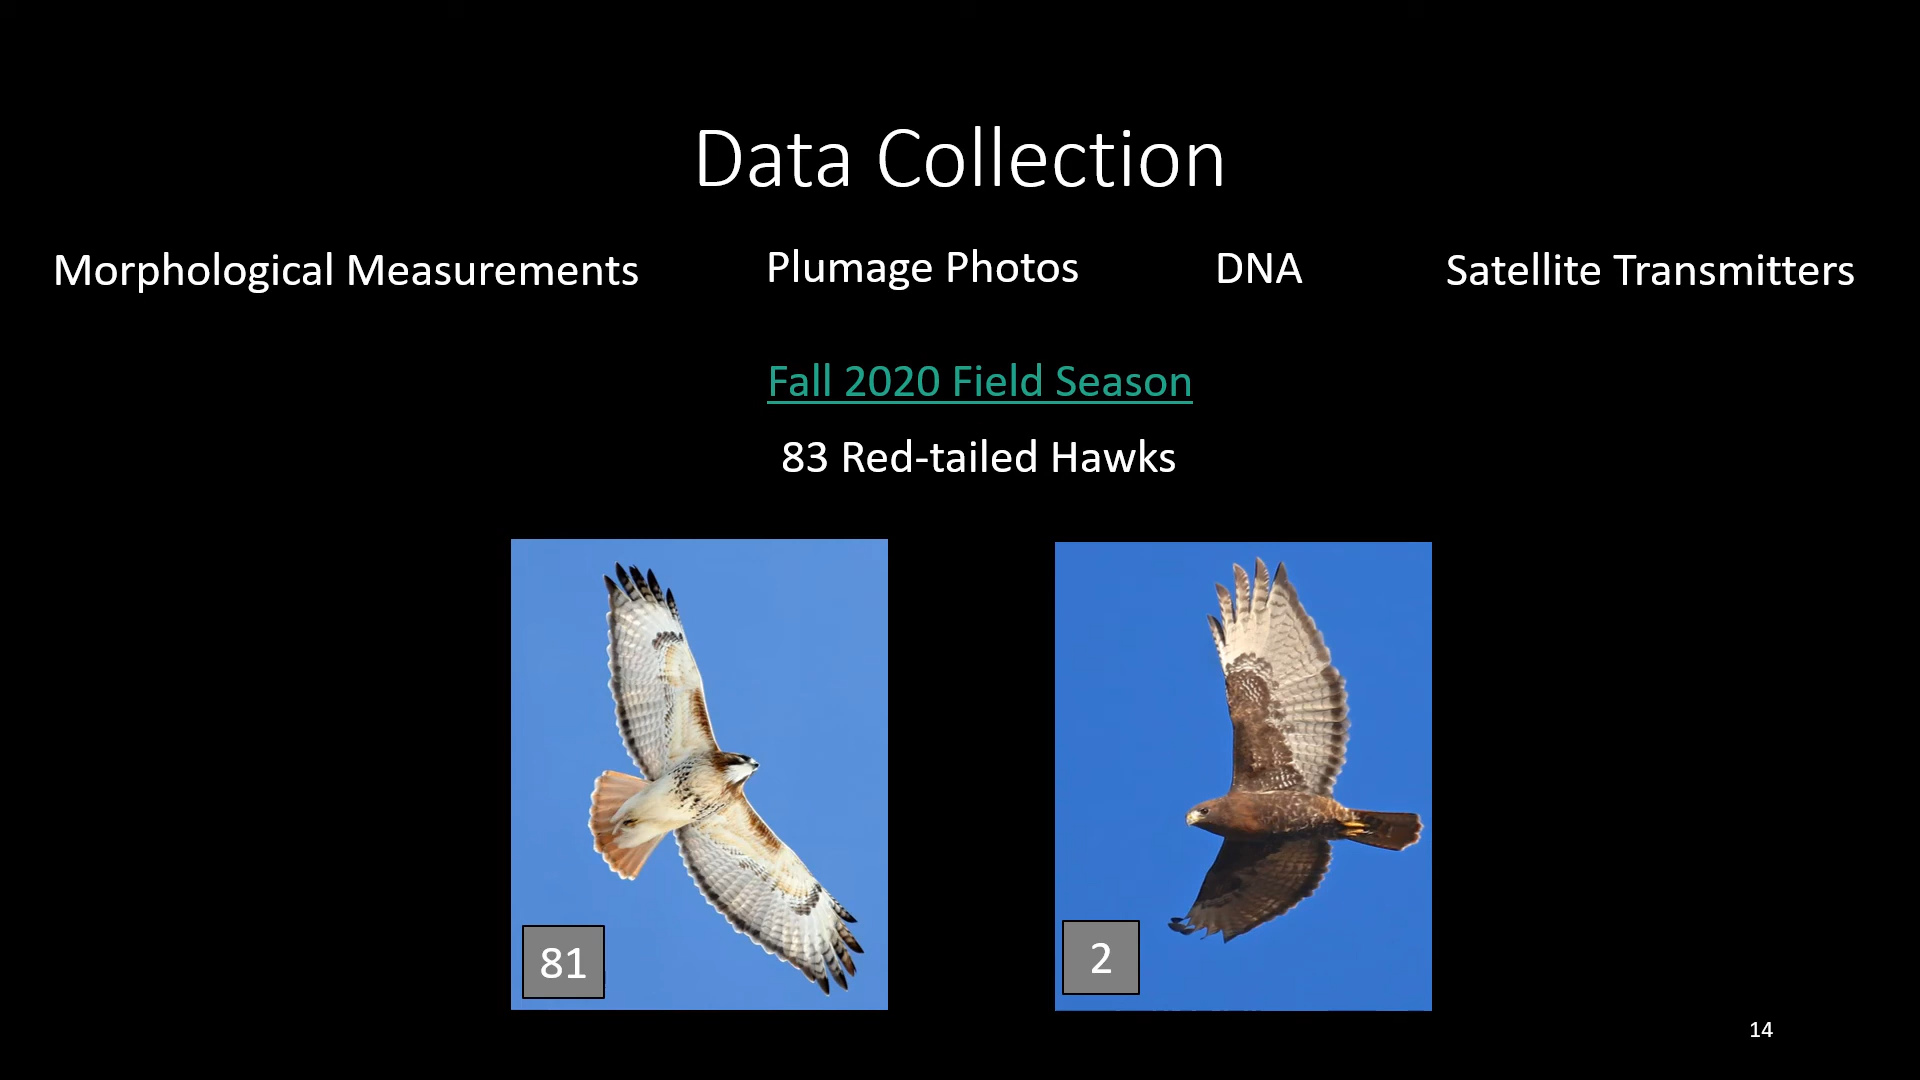 Data Collection
Morphological Measurements
Plumage Photos
DNA
Satellite Transmitters
Fall 2020 Field Season
83 Red-tailed Hawks
81
2
14